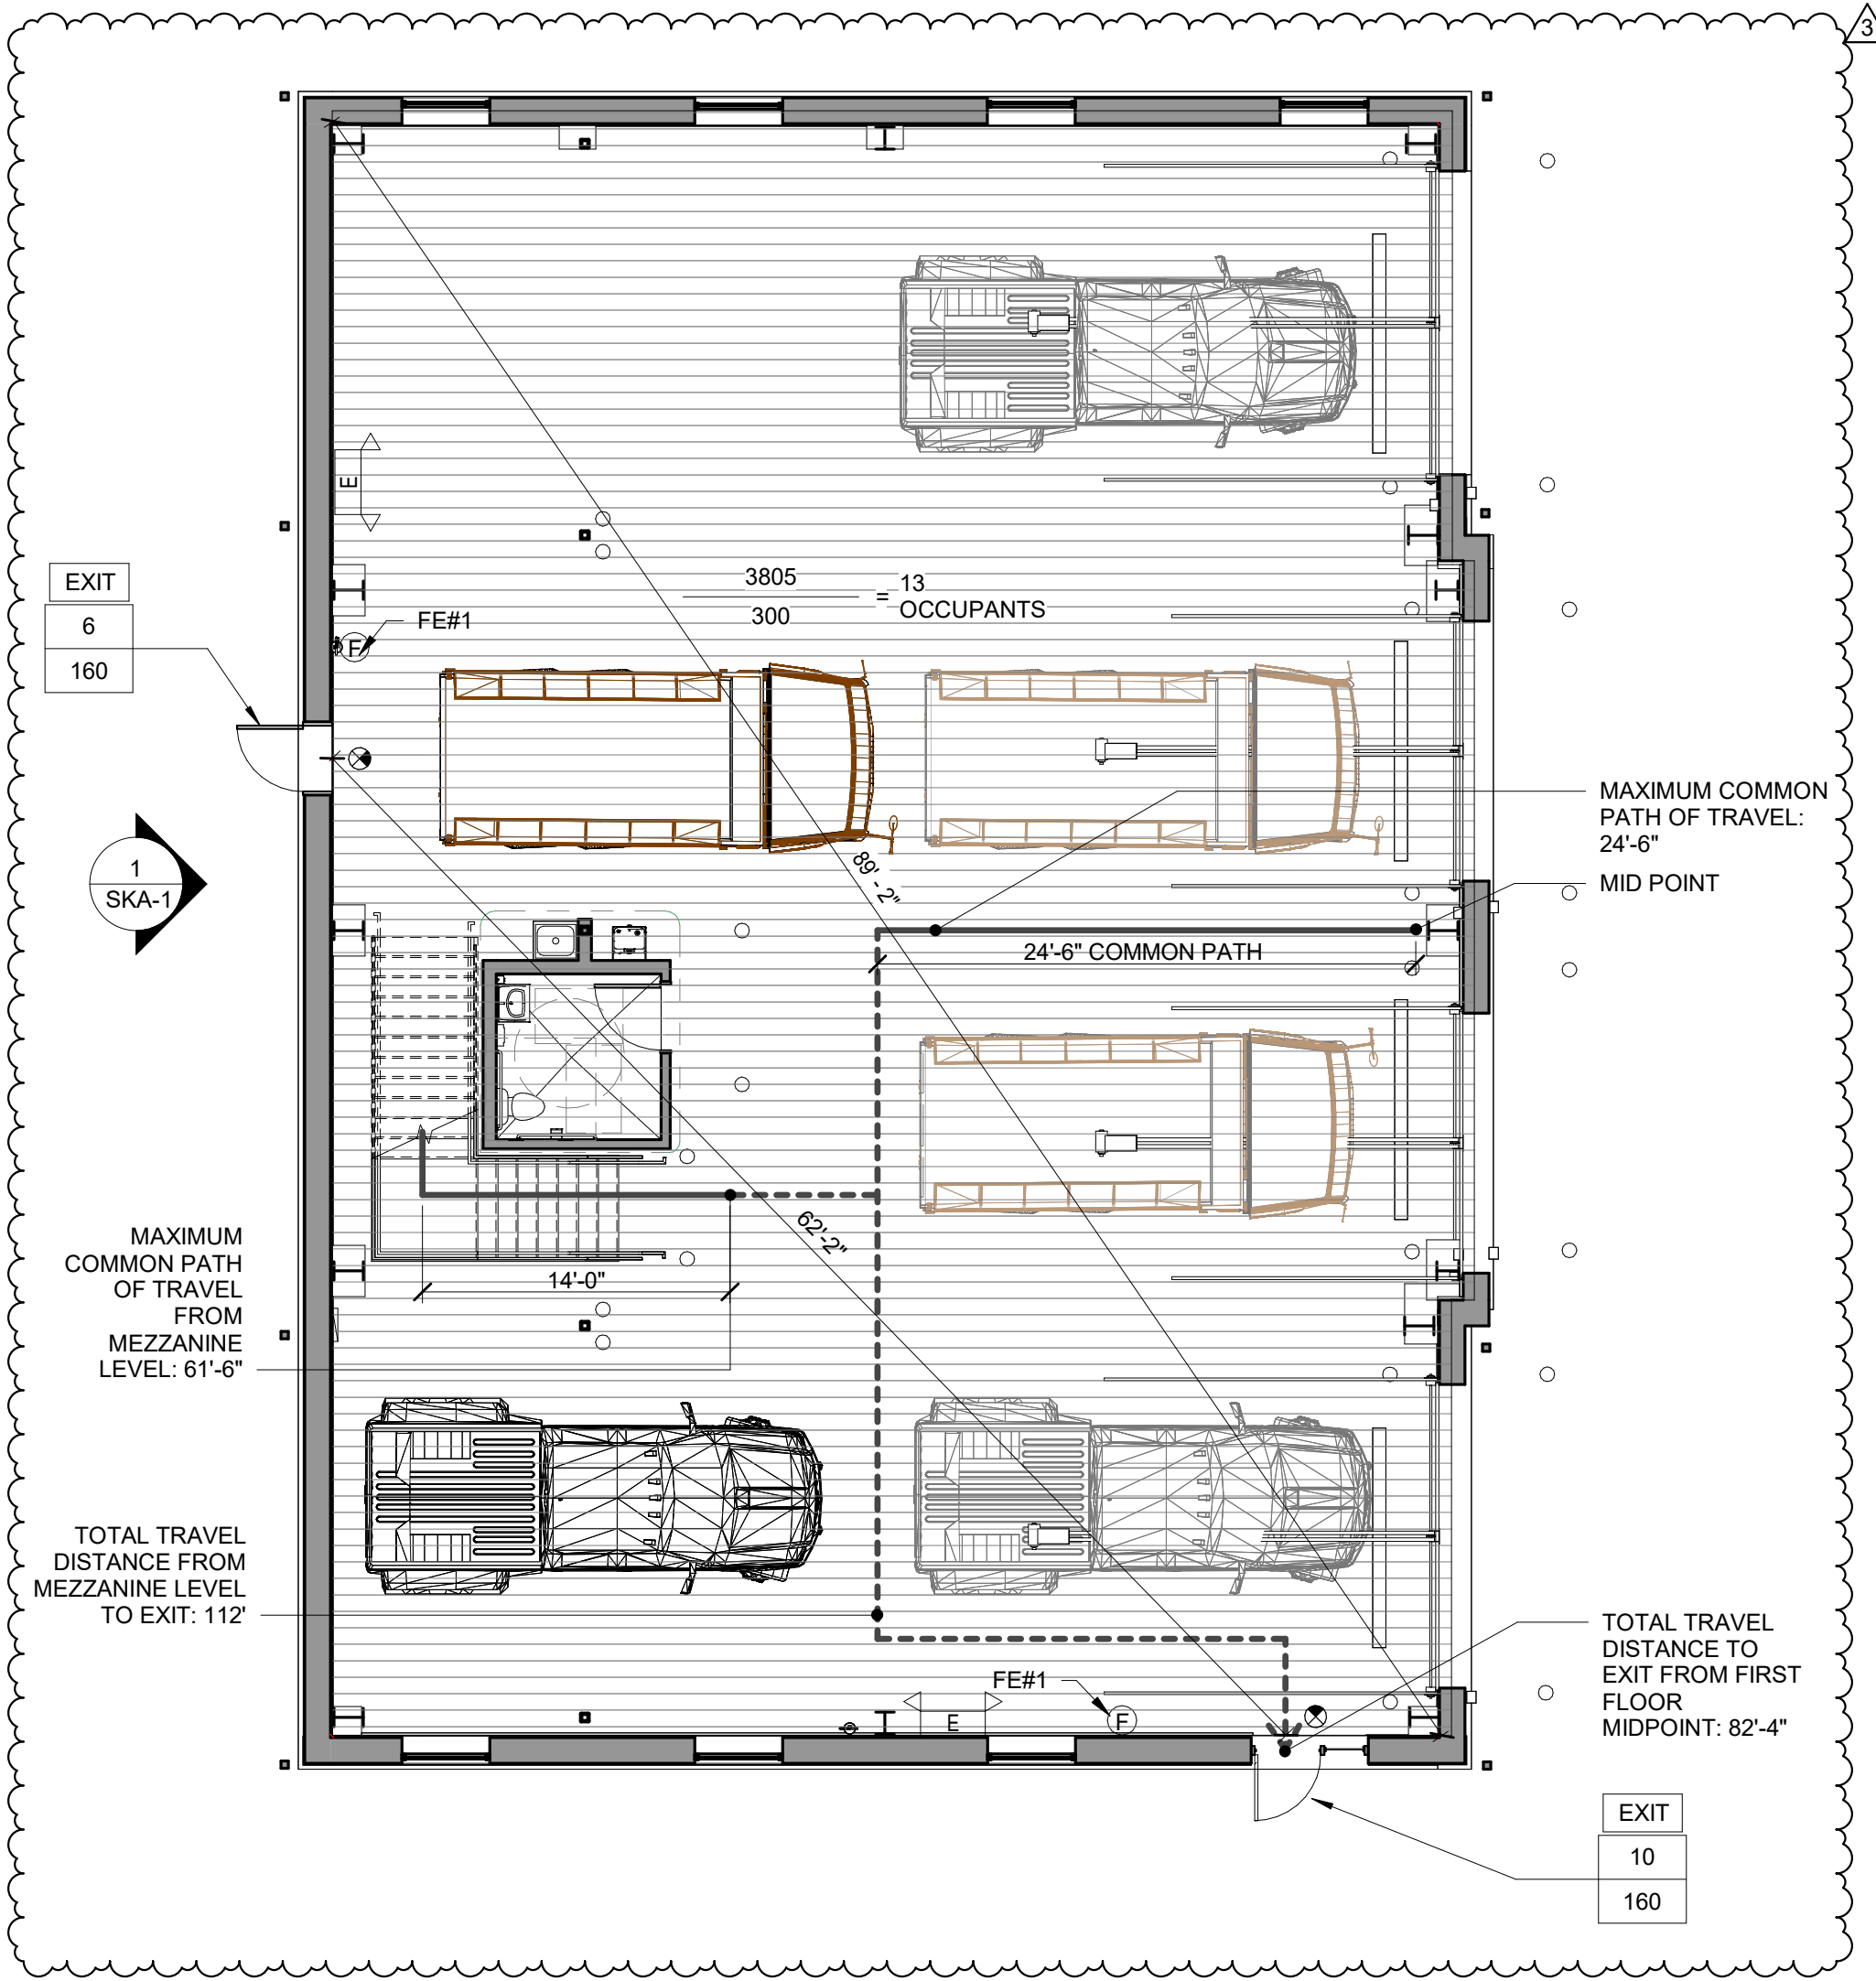 3
EXIT
6
160
3805
300
=
13
OCCUPANTS
E
FE#1
F
1
SKA-1
89' - 2"
MAXIMUM COMMON
PATH OF TRAVEL:
24'-6"
MID POINT
24'-6" COMMON PATH
62'-2"
14'-0"
MAXIMUM
COMMON PATH
OF TRAVEL
FROM
MEZZANINE
LEVEL: 61'-6"
TOTAL TRAVEL
DISTANCE FROM
MEZZANINE LEVEL
TO EXIT: 112'
TOTAL TRAVEL
DISTANCE TO
EXIT FROM FIRST
FLOOR
MIDPOINT: 82'-4"
FE#1
E
F
EXIT
10
160